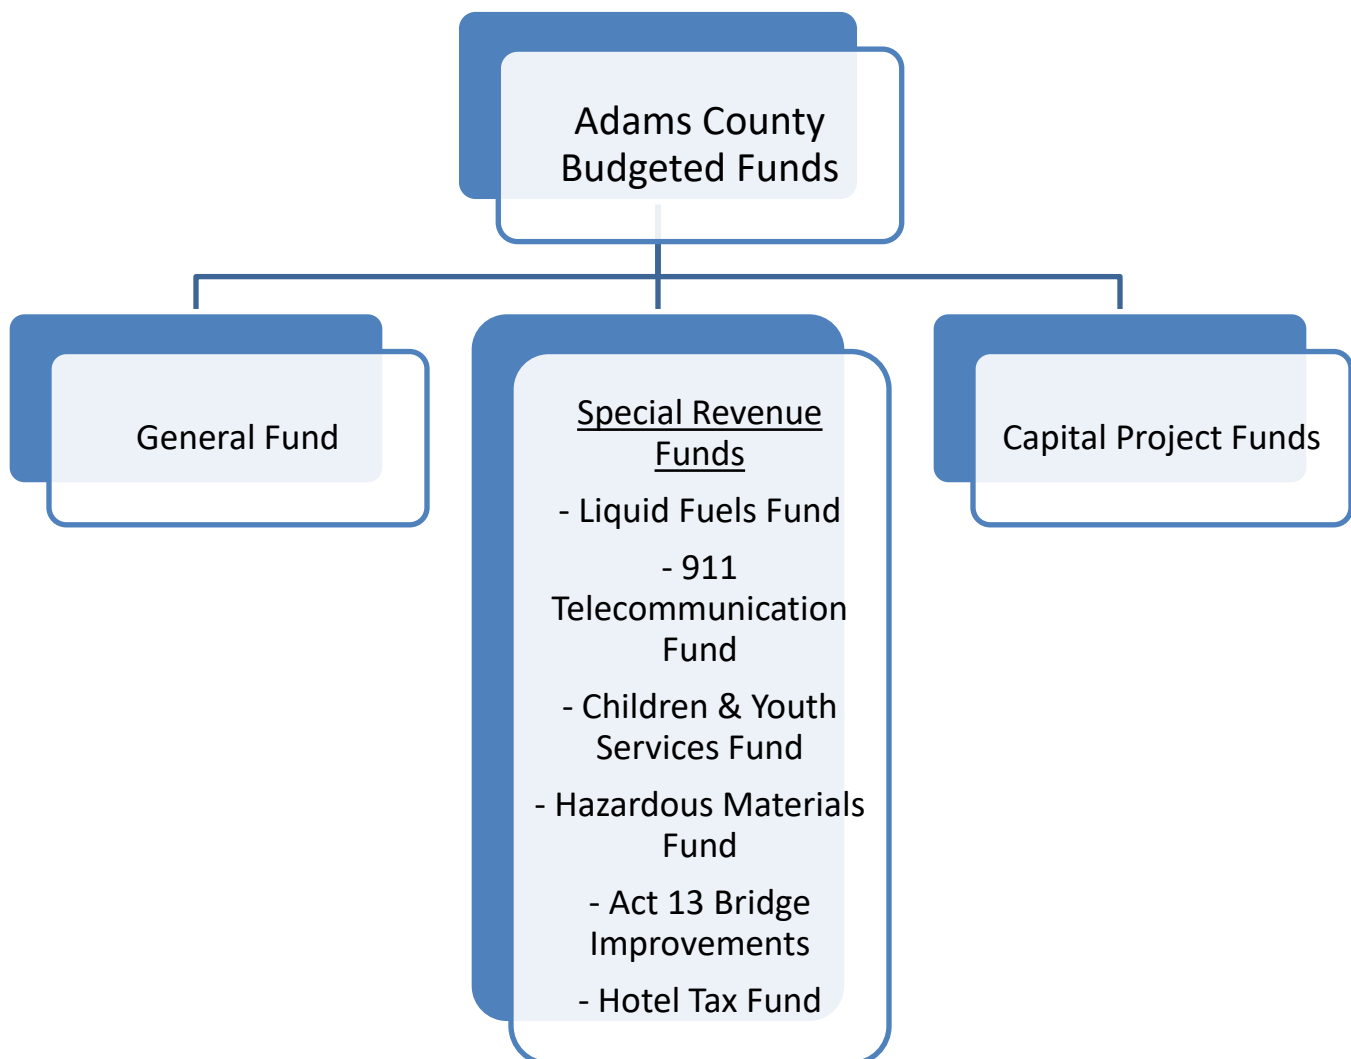 Adams County
Budgeted Funds
General Fund
Special Revenue
Funds
- Liquid Fuels Fund
- 911
Telecommunication
Fund
- Children & Youth
Services Fund
- Hazardous Materials
Fund
- Act 13 Bridge
Improvements
- Hotel Tax Fund
Capital Project Funds